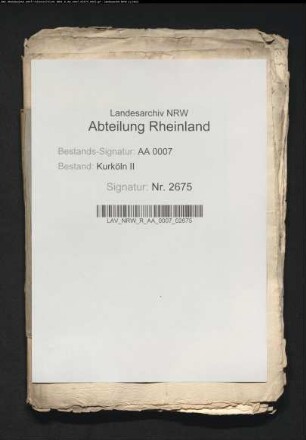 Landesarchiv NRW
Abteilung Rheinland
Bestands-Signatur: AA 0007
Bestand: Kurköln II
Signatur: Nr. 2675
LAV_NRW_R_AA_0007_02675